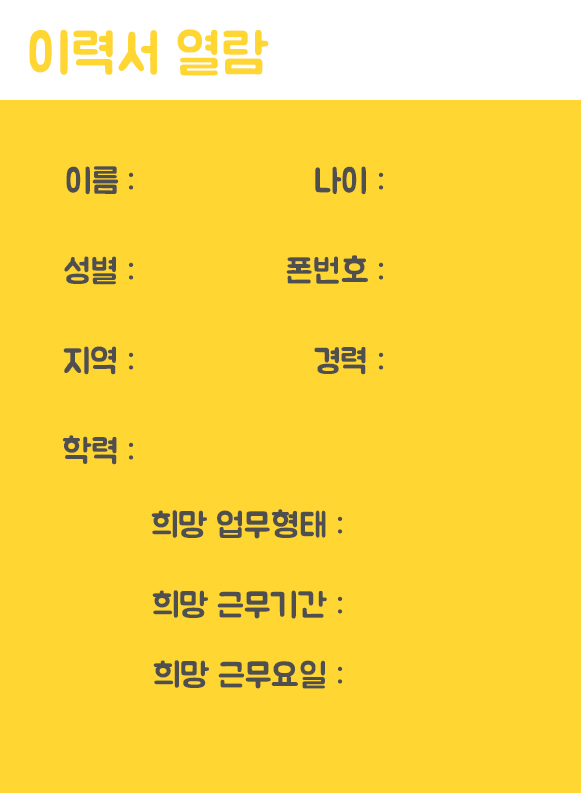 이력서 열람
이름 : 나이 :
성별 : 폰번호 :
지역 : 경력 :
학력 :
희망 업무형태 :
희망 근무기간 :
희망 근무요일 :